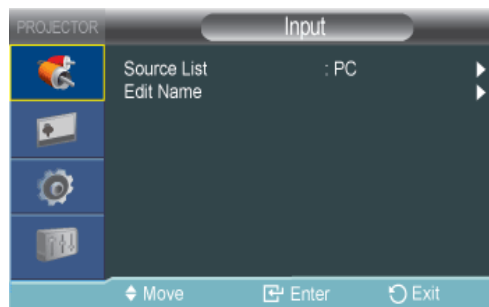 PROJECTOR
Input
Source List : PC
Edit Name
Move Enter Exit